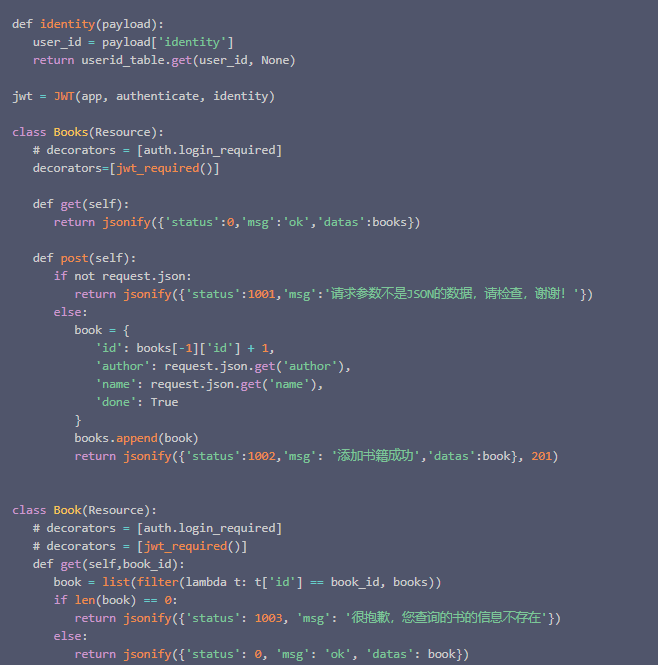 def identity(payload):
   user_id = payload['identity']
   return userid_table.get(user_id, None)

jwt = JWT(app, authenticate, identity)

class Books(Resource):
   # decorators = [auth.login_required]
   decorators=[jwt_required()]

   def get(self):
      return jsonify({'status':0,'msg':'ok','datas':books})

   def post(self):
      if not request.json:
         return jsonify({'status':1001,'msg':'请求参数不是JSON的数据，请检查，谢谢！'})
      else:
         book = {
            'id': books[-1]['id'] + 1,
            'author': request.json.get('author'),
            'name': request.json.get('name'),
            'done': True
         }
         books.append(book)
         return jsonify({'status':1002,'msg': '添加书籍成功','datas':book}, 201)


class Book(Resource):
   # decorators = [auth.login_required]
   # decorators = [jwt_required()]
   def get(self,book_id):
      book = list(filter(lambda t: t['id'] == book_id, books))
      if len(book) == 0:
         return jsonify({'status': 1003, 'msg': '很抱歉，您查询的书的信息不存在'})
      else:
         return jsonify({'status': 0, 'msg': 'ok', 'datas': book})